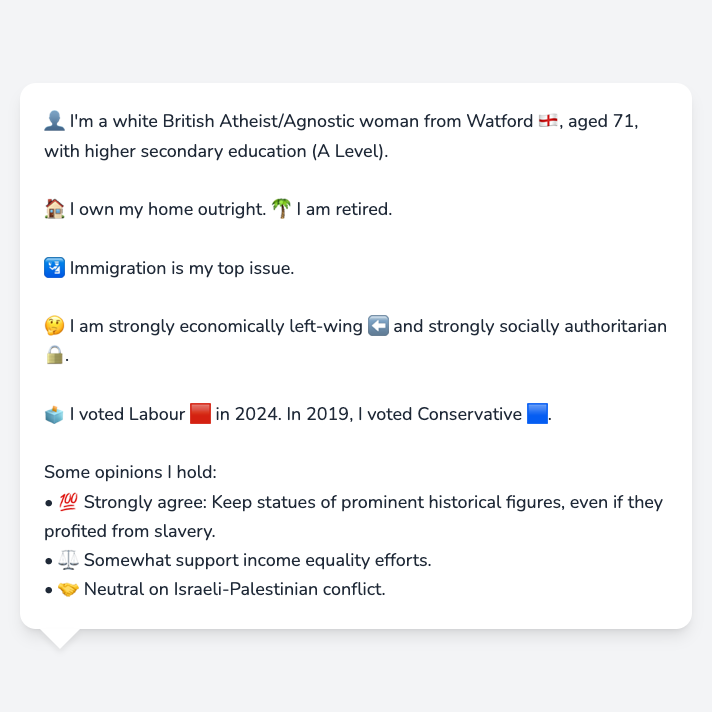 👤 I'm a white British Atheist/Agnostic woman from Watford 🏴󠁧󠁢󠁥󠁮󠁧󠁿, aged 71,
with higher secondary education (A Level).
🏠 I own my home outright. 🌴 I am retired.
🛂 Immigration is my top issue.
🤔 I am strongly economically left-wing ⬅️ and strongly socially authoritarian
🔒.
🗳️ I voted Labour 🟥 in 2024. In 2019, I voted Conservative 🟦.
Some opinions I hold:
• 💯 Strongly agree: Keep statues of prominent historical figures, even if they
profited from slavery.
• ⚖️ Somewhat support income equality efforts.
• 🤝 Neutral on Israeli-Palestinian conflict.